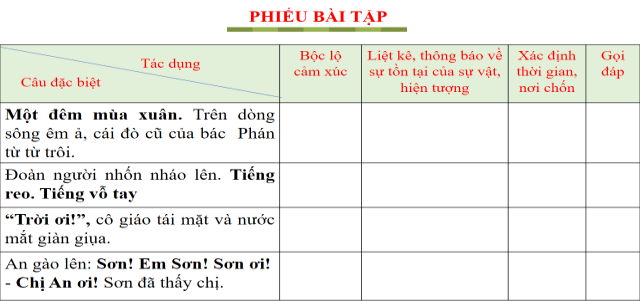 PHIẾU BÀI TẬP
Tác dụng
Câu đặc biệt
Bộc lộ
cảm xúc
Liệt kê, thông báo về
sự tồn tại của sự vật,
hiện tượng
Xác định
thời gian,
nơi chốn
Gọi
đáp
Một đêm mùa xuân. Trên dòng
sông êm ả, cái đò cũ của bác Phán
từ từ trôi.
Đoàn người nhốn nháo lên. Tiếng
reo. Tiếng vỗ tay
“Trời ơi!”, cô giáo tái mặt và nước
mắt giàn giụa.
An gào lên: Sơn! Em Sơn! Sơn ơi!
- Chị An ơi! Sơn đã thấy chị.